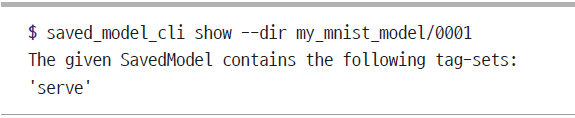 $ saved_model_cli show --dir my_mnist_model/0001
The given SavedModel contains the following tag-sets:
'serve'